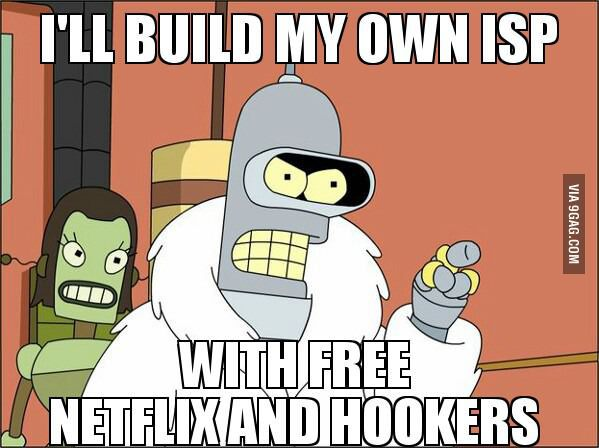 I'LL BUILD MY OWN ISP
VIA 9GAG.COM
WITH FREE
NETFLIX AND HOOKERS